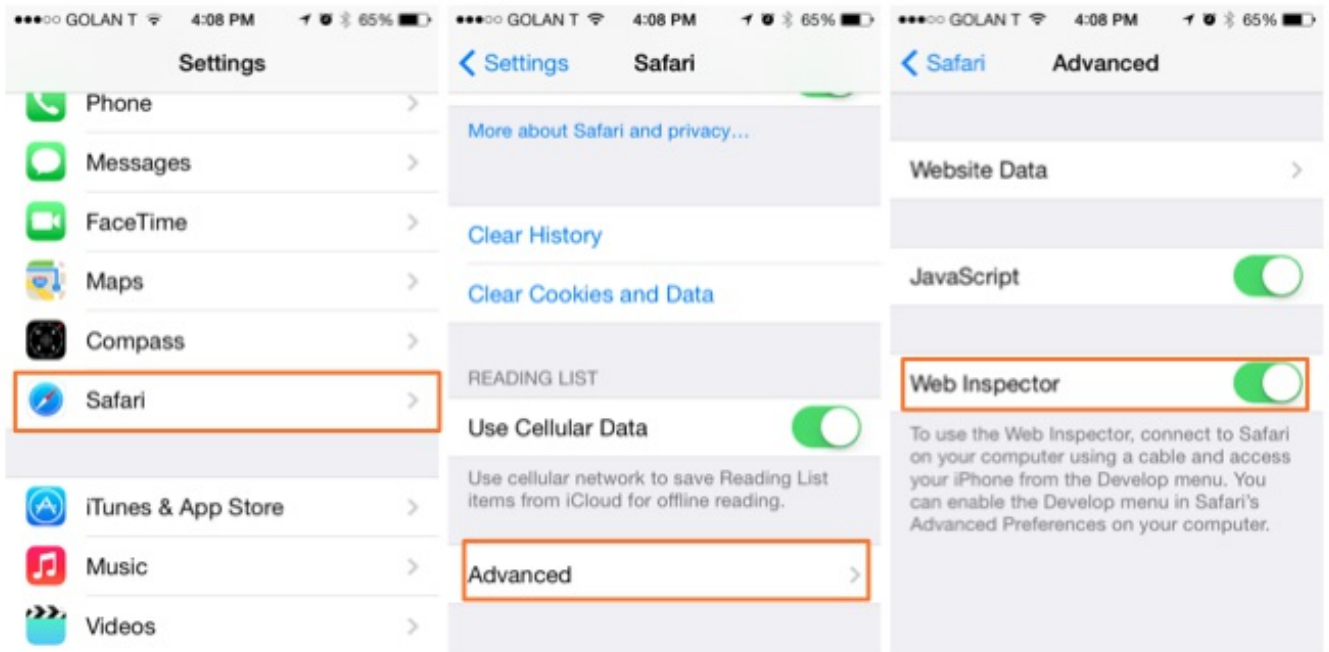 GOLAN T 4:08 PM 65%
Settings
Phone
Messages
FaceTime
Maps
Compass
Safari
iTunes & App Store
Music
Videos
GOLAN T 4:08 PM 65%
Settings Safari
More about Safari and privacy...
Clear History
Clear Cookies and Data
READING LIST
Use Cellular Data
Use cellular network to save Reading List
items from iCloud for offline reading.
Advanced
GOLAN T 4:08 PM 65%
Safari Advanced
Website Data
JavaScript
Web Inspector
To use the Web Inspector, connect to Safari
on your computer using a cable and access
your iPhone from the Develop menu. You
can enable the Develop menu in Safari's
Advanced Preferences on your computer.